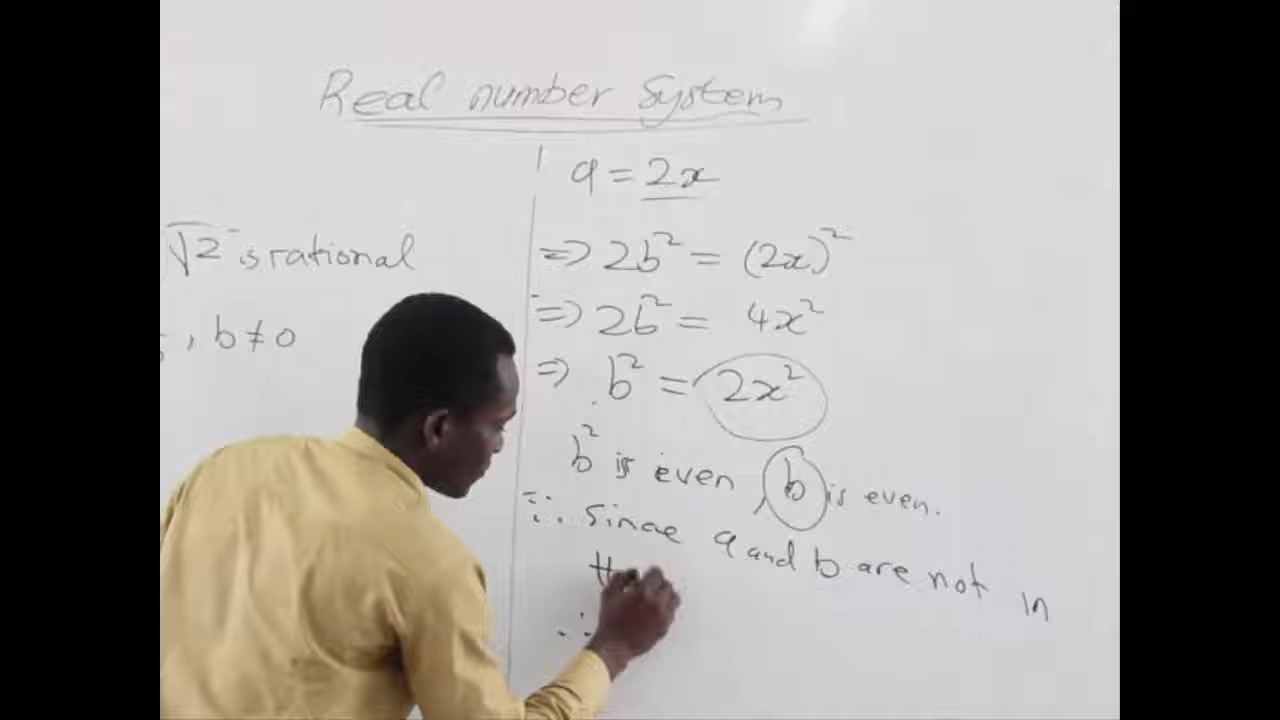 Real number System
√2 is rational
, b ≠ 0
a = 2x
=> 2b² = (2x)²
=> 2b² = 4x²
=> b² = 2x²
b² is even, b is even.
∵ Since a and b are not in
∴